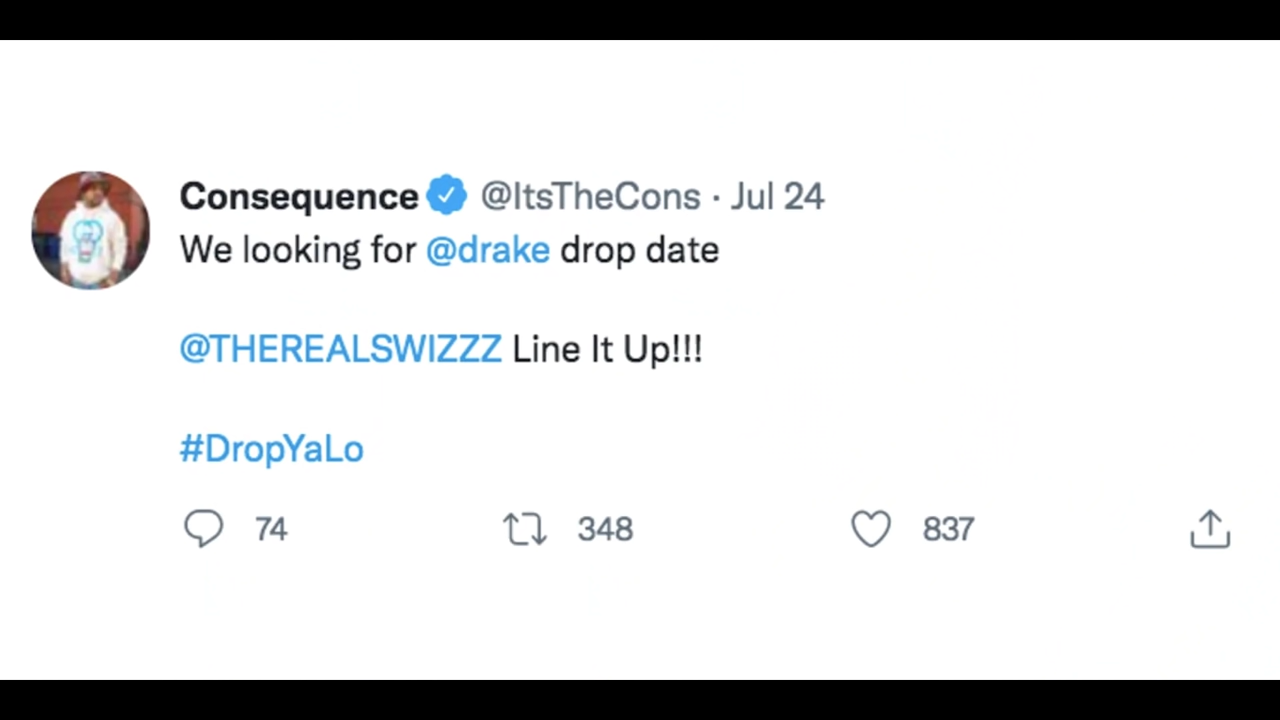 Consequence @ItsTheCons · Jul 24
We looking for @drake drop date
@THEREALSWIZZZ Line It Up!!!
#DropYaLo
74 348 837